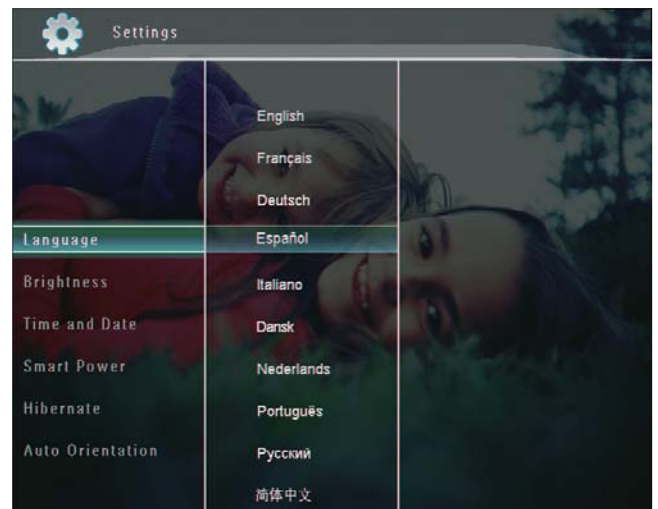 Settings
English
Français
Deutsch
Language
Español
Brightness
Italiano
Time and Date
Dansk
Smart Power
Nederlands
Hibernate
Portuguës
Auto Orientation
Русский
简体中文